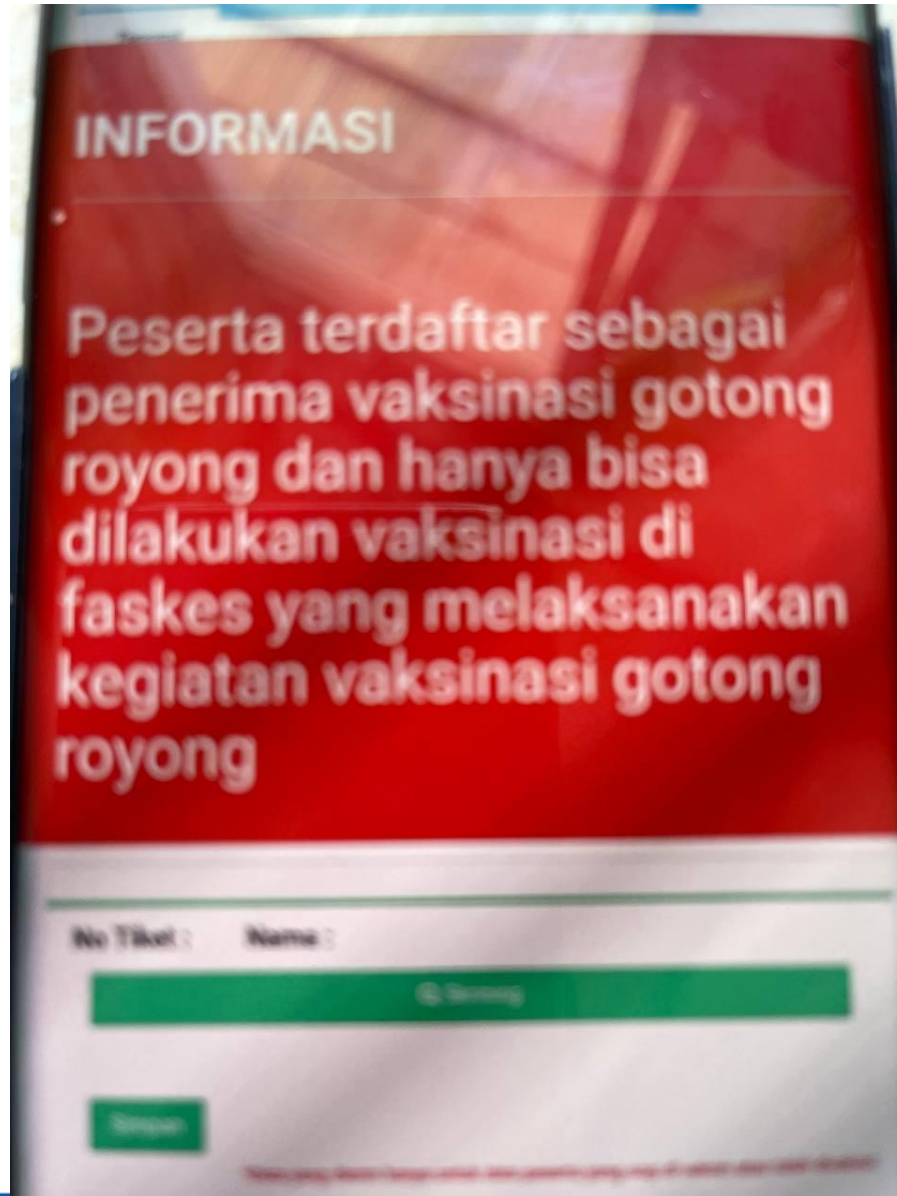 INFORMASI
Peserta terdaftar sebagai
penerima vaksinasi gotong
royong dan hanya bisa
dilakukan vaksinasi di
faskes yang melaksanakan
kegiatan vaksinasi gotong
royong
No Tiket : Nama :
Simpan